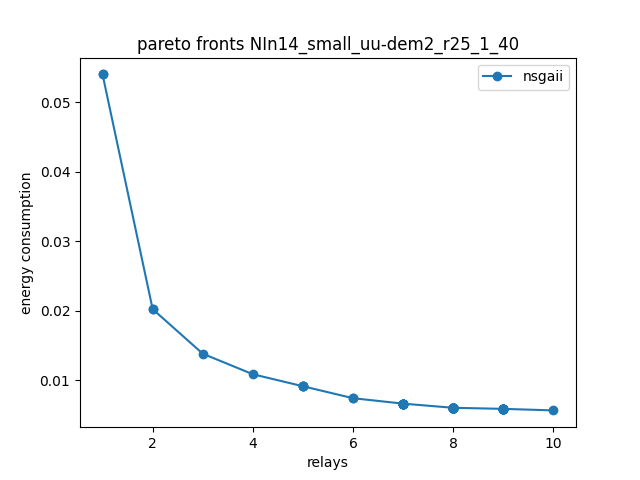 pareto fronts NIn14_small_uu-dem2_r25_1_40
nsgaii
0.05
0.04
0.03
0.02
0.01
energy consumption
2 4 6 8 10
relays